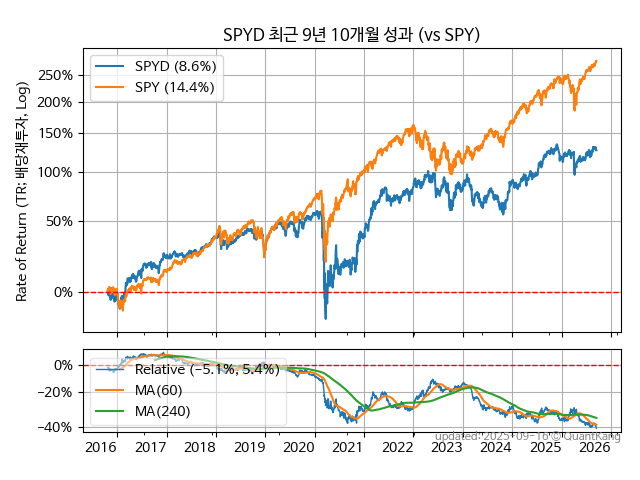 SPYD 최근 9년 10개월 성과 (vs SPY)
Rate of Return (TR: 배당재투자, Log)
SPYD (8.6%)
SPY (14.4%)
250%
200%
150%
100%
50%
0%
Relative (−5.1%, 5.4%)
MA(60)
MA(240)
0%
−20%
−40%
2016 2017 2018 2019 2020 2021 2022 2023 2024 2025 2026
updated: 2025-09-16 © QuantKang